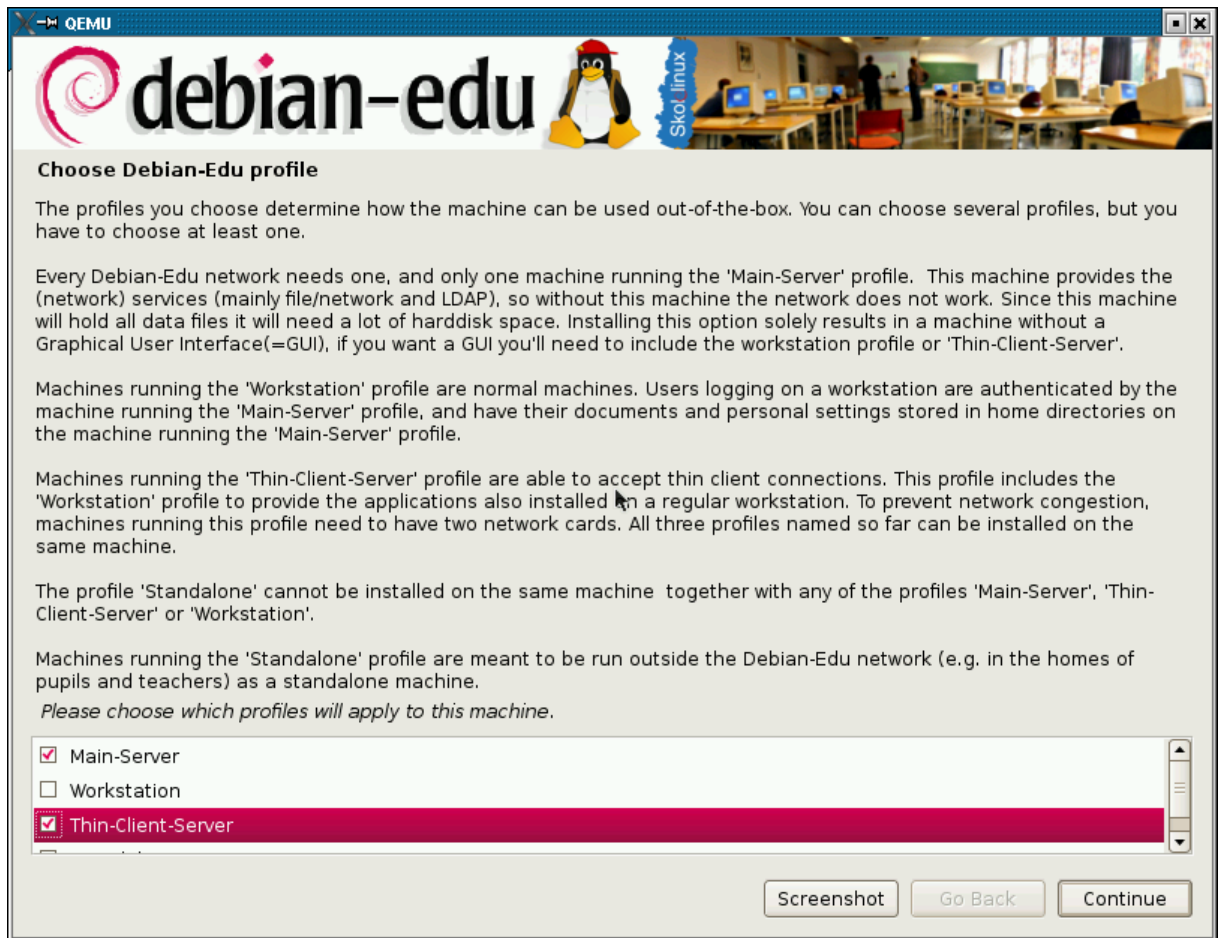 QEMU
debian-edu
Skolelinux
Choose Debian-Edu profile
The profiles you choose determine how the machine can be used out-of-the-box. You can choose several profiles, but you
have to choose at least one.
Every Debian-Edu network needs one, and only one machine running the 'Main-Server' profile.  This machine provides the
(network) services (mainly file/network and LDAP), so without this machine the network does not work. Since this machine
will hold all data files it will need a lot of harddisk space. Installing this option solely results in a machine without a
Graphical User Interface(=GUI), if you want a GUI you'll need to include the workstation profile or 'Thin-Client-Server'.
Machines running the 'Workstation' profile are normal machines. Users logging on a workstation are authenticated by the
machine running the 'Main-Server' profile, and have their documents and personal settings stored in home directories on
the machine running the 'Main-Server' profile.
Machines running the 'Thin-Client-Server' profile are able to accept thin client connections. This profile includes the
'Workstation' profile to provide the applications also installed on a regular workstation. To prevent network congestion,
machines running this profile need to have two network cards. All three profiles named so far can be installed on the
same machine.
The profile 'Standalone' cannot be installed on the same machine  together with any of the profiles 'Main-Server', 'Thin-
Client-Server' or 'Workstation'.
Machines running the 'Standalone' profile are meant to be run outside the Debian-Edu network (e.g. in the homes of
pupils and teachers) as a standalone machine.
Please choose which profiles will apply to this machine.
Main-Server
Workstation
Thin-Client-Server
Screenshot
Go Back
Continue